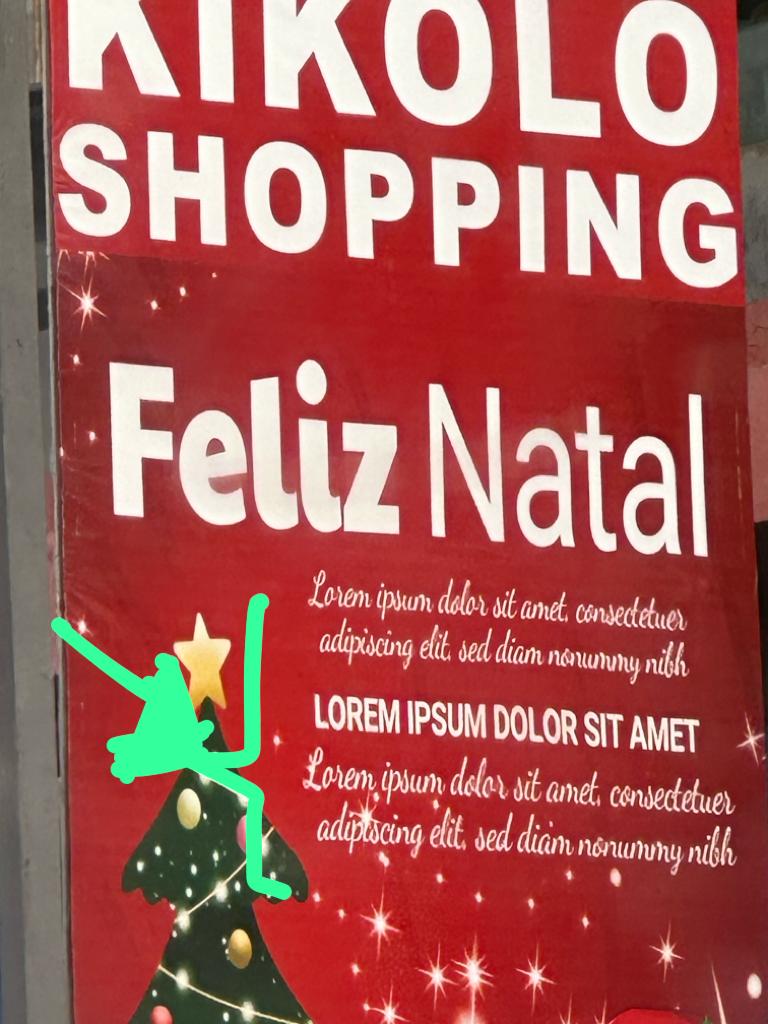 KIKOLO
SHOPPING
Feliz Natal
Lorem ipsum dolor sit amet, consectetuer
adipiscing elit, sed diam nonummy nibh
LOREM IPSUM DOLOR SIT AMET
Lorem ipsum dolor sit amet, consectetuer
adipiscing elit, sed diam nonummy nibh